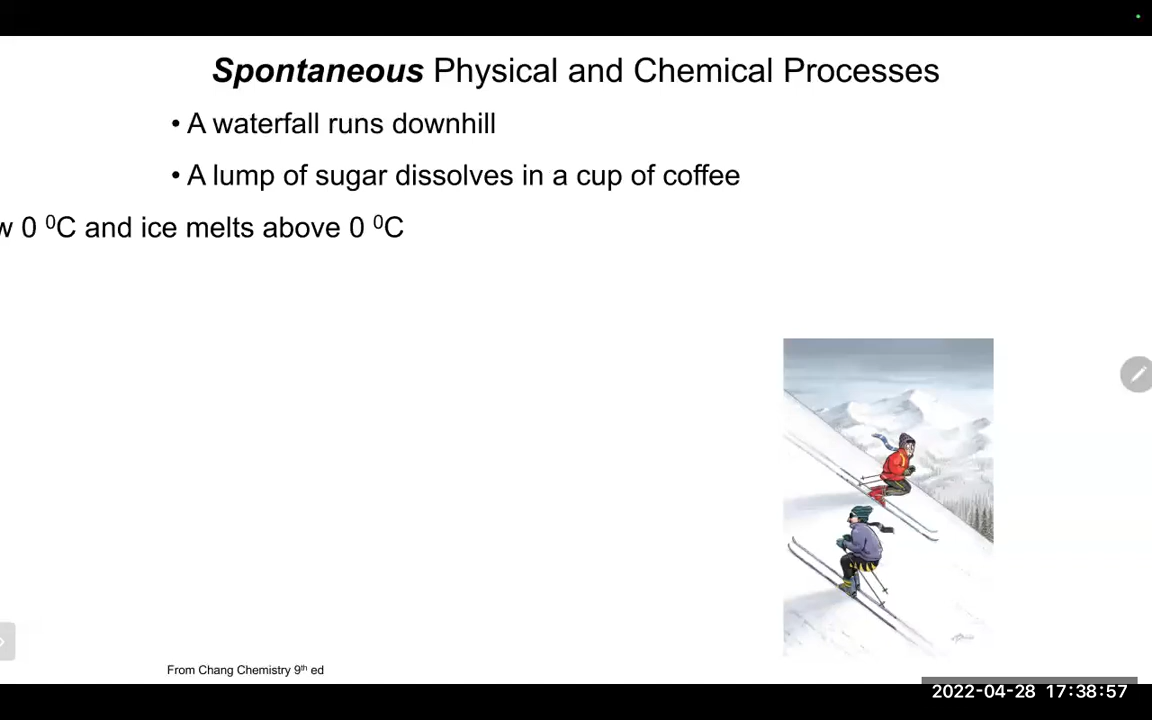 Spontaneous Physical and Chemical Processes
• A waterfall runs downhill
• A lump of sugar dissolves in a cup of coffee
w 0 ⁰C and ice melts above 0 ⁰C
From Chang Chemistry 9th ed
2022-04-28 17:38:57